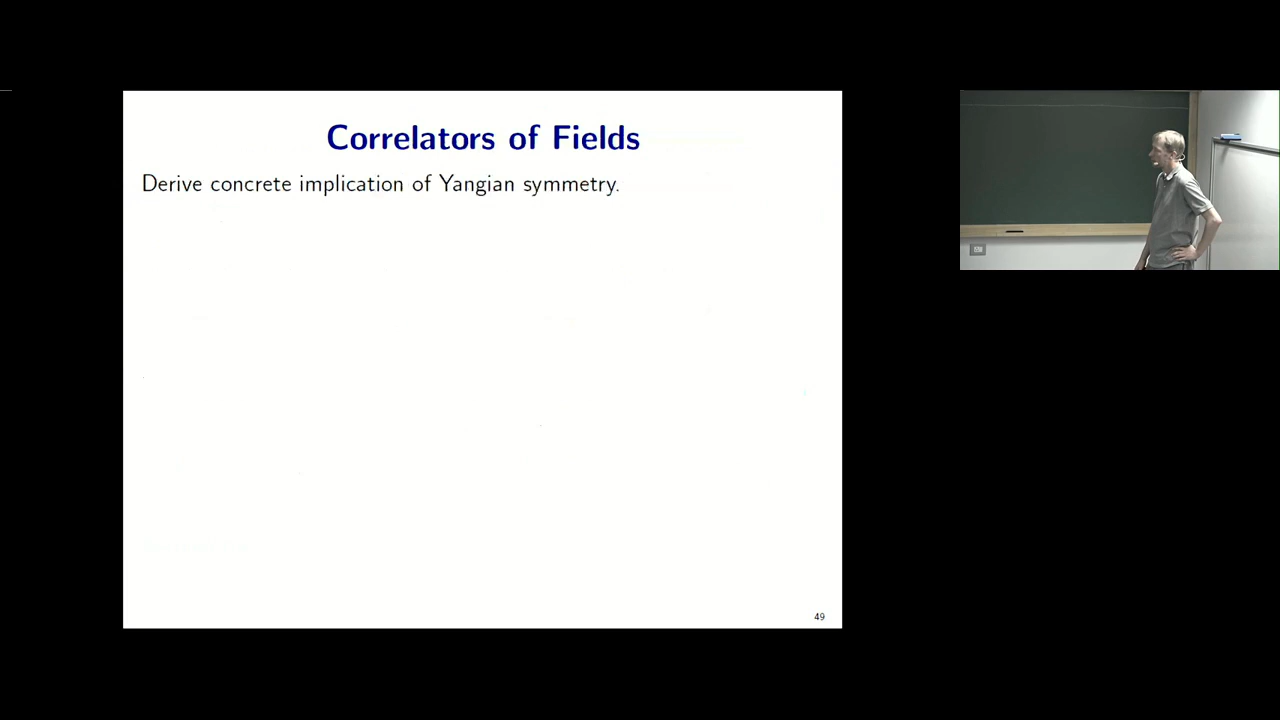 Correlators of Fields
Derive concrete implication of Yangian symmetry.
49